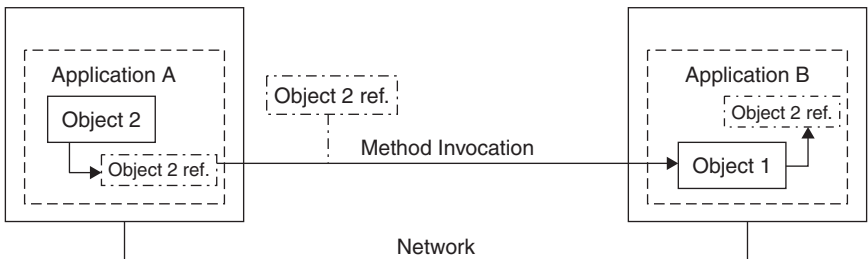 Application A
Object 2
Object 2 ref.
Object 2 ref.
Method Invocation
Application B
Object 2 ref.
Object 1
Network